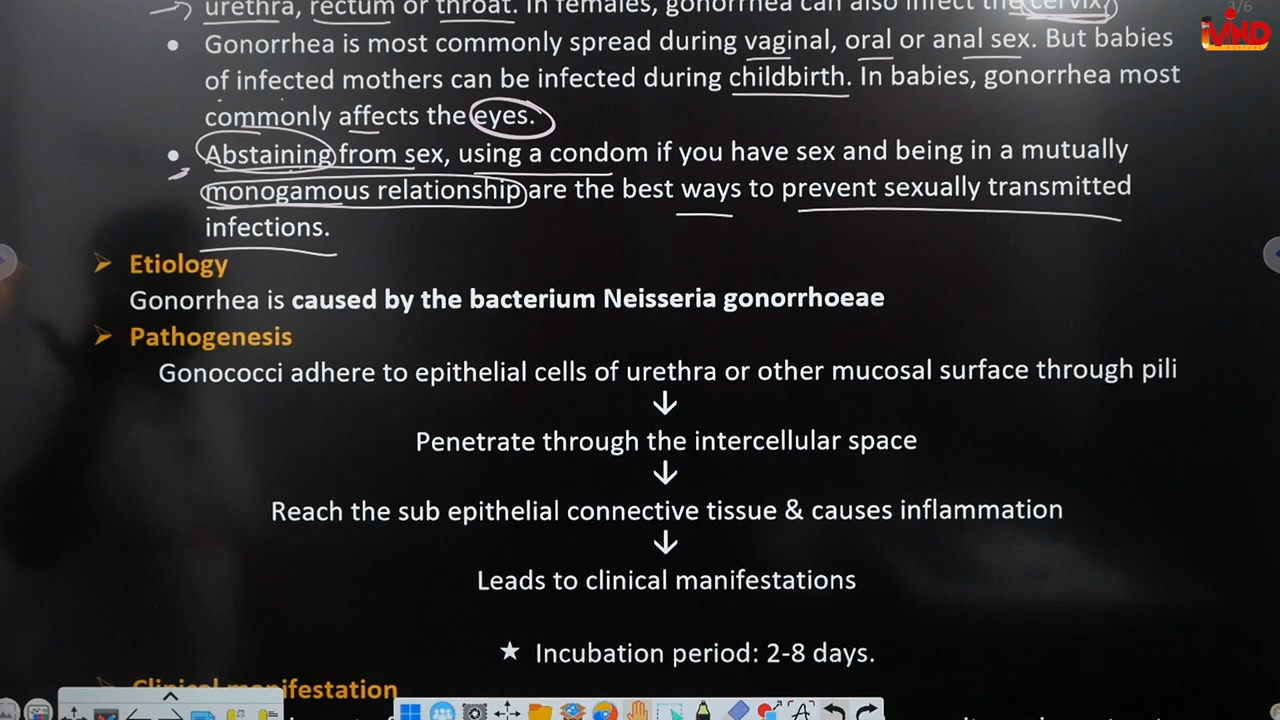 urethra, rectum or throat. In females, gonorrhea can also infect the cervix.
3/6
MIND
• Gonorrhea is most commonly spread during vaginal, oral or anal sex. But babies
of infected mothers can be infected during childbirth. In babies, gonorrhea most
commonly affects the eyes.
• Abstaining from sex, using a condom if you have sex and being in a mutually
monogamous relationship are the best ways to prevent sexually transmitted
infections.
➢ Etiology
Gonorrhea is caused by the bacterium Neisseria gonorrhoeae
➢ Pathogenesis
Gonococci adhere to epithelial cells of urethra or other mucosal surface through pili
↓
Penetrate through the intercellular space
↓
Reach the sub epithelial connective tissue & causes inflammation
↓
Leads to clinical manifestations
★ Incubation period: 2-8 days.
Clinical manifestation